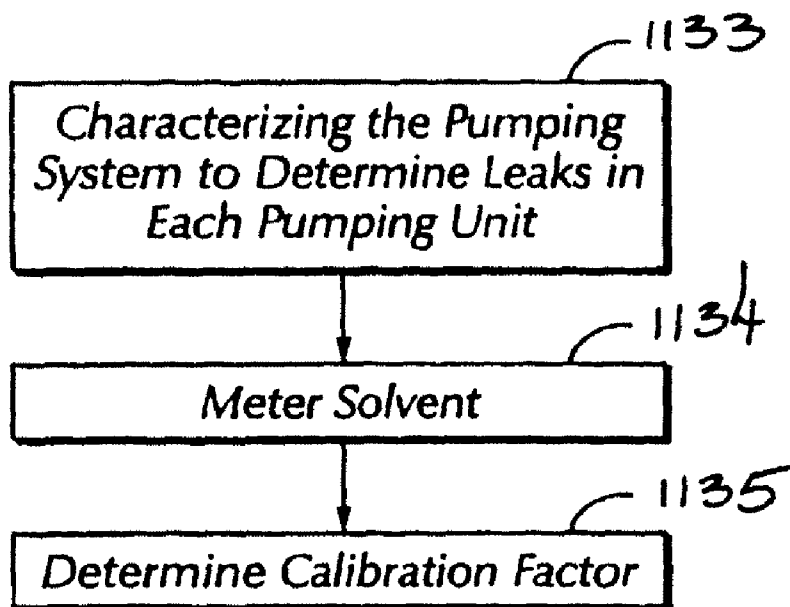 1133
Characterizing the Pumping
System to Determine Leaks in
Each Pumping Unit
1134
Meter Solvent
1135
Determine Calibration Factor